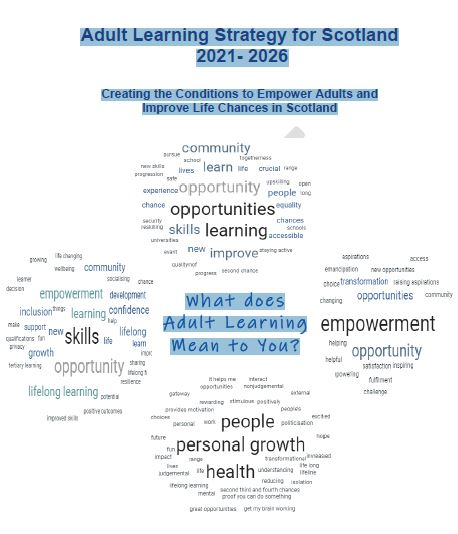 Adult Learning Strategy for Scotland
2021- 2026
Creating the Conditions to Empower Adults and
Improve Life Chances in Scotland
community
pursue
togetherness
school
new skills
lives
learn
life
crucial
range
progression
safe
upskilling
open
experience
opportunity
people
long
chance
opportunities
equality
security
chances
reskilling
skills
learning
schools
accessible
universities
new
improve
staying active
event
qualityof
progress
second chance
What does
Adult Learning
Mean to You?
growing
life changing
wellbeing
community
learner
socialising
chance
decision
empowerment
development
inclusion
things
learning
confidence
help
make
support
new
skills
lifelong
qualifications
fun
life
learn
privacy
growth
impr
tertiary learning
opportunity
sharing
lifelong fi
resilience
lifelong learning
potential
positive outcomes
improved skills
aspirations
access
emancipation
new opportunities
choice
transformation
raising aspirations
opportunities
community
changing
empowerment
helping
opportunity
helpful
satisfaction
inspiring
ipowering
fulfilment
challenge
it helps me
interact
opportunities
nonjudgemental
gateway
external
rewarding
stimulous
positively
provides motivation
peoples
choices
excited
personal
work
people
politicisation
future
hope
fun
personal growth
impact
range
transformational
increased
lives
life long
judgemental
life
health
understanding
lifetime
reducing
isolation
lifelong learning
mental
second third and fourth chances
proof you can do something
great opportunities
get my brain working